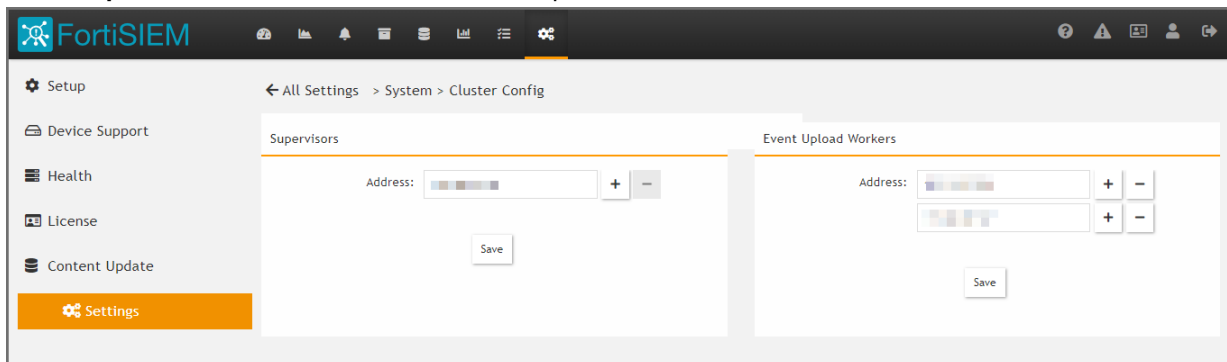 FortiSIEM
Setup
Device Support
Health
License
Content Update
Settings
All Settings > System > Cluster Config
Supervisors
Address:
+ -
Save
Event Upload Workers
Address:
+ -
+ -
Save